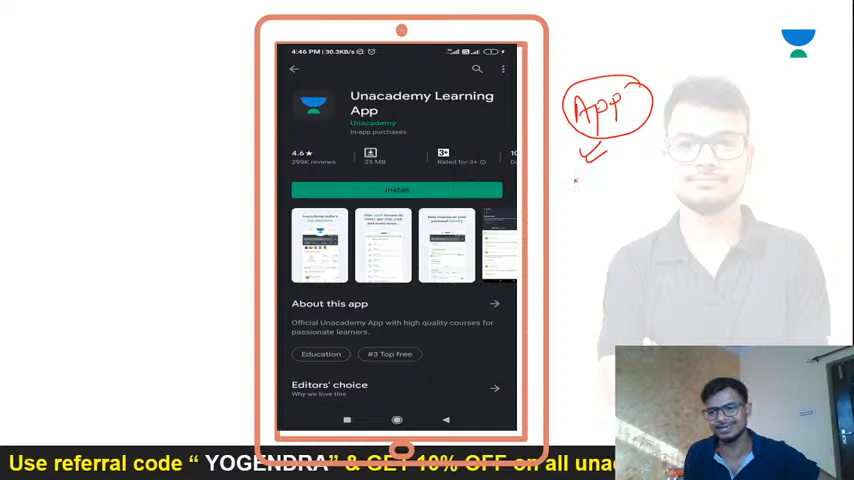 4:46 PM | 30.3KB/s
Unacademy Learning
App
Unacademy
In-app purchases
4.6★
299K reviews
25 MB
3+
Rated for 3+
Install
About this app
Official Unacademy App with high quality courses for
passionate learners.
Education
#3 Top free
Editors' choice
Why we love this
App
Use referral code “ YOGENDRA” & GET 10% OFF on all